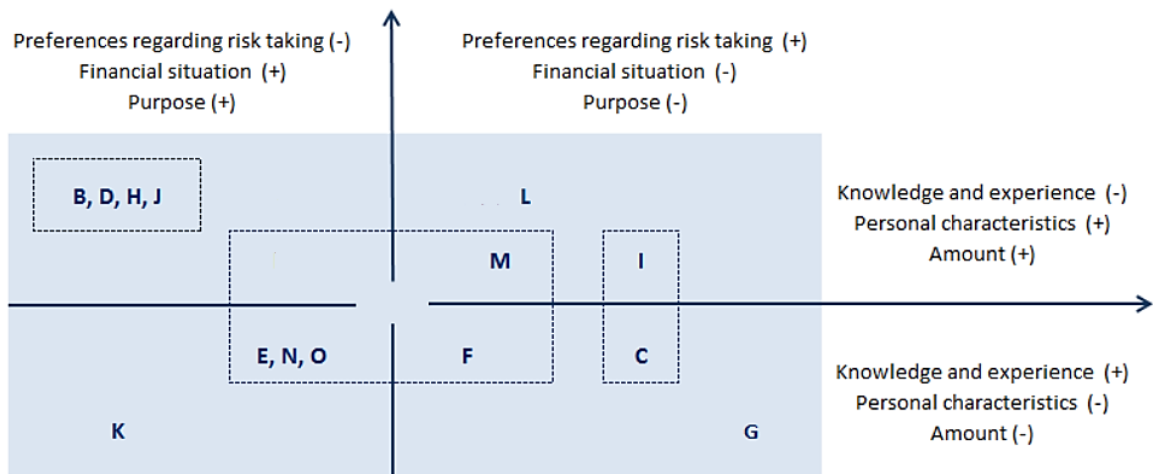 Preferences regarding risk taking (-)
Financial situation (+)
Purpose (+)
Preferences regarding risk taking (+)
Financial situation (-)
Purpose (-)
B, D, H, J
L
M
I
E, N, O
F
C
K
G
Knowledge and experience (-)
Personal characteristics (+)
Amount (+)
Knowledge and experience (+)
Personal characteristics (-)
Amount (-)